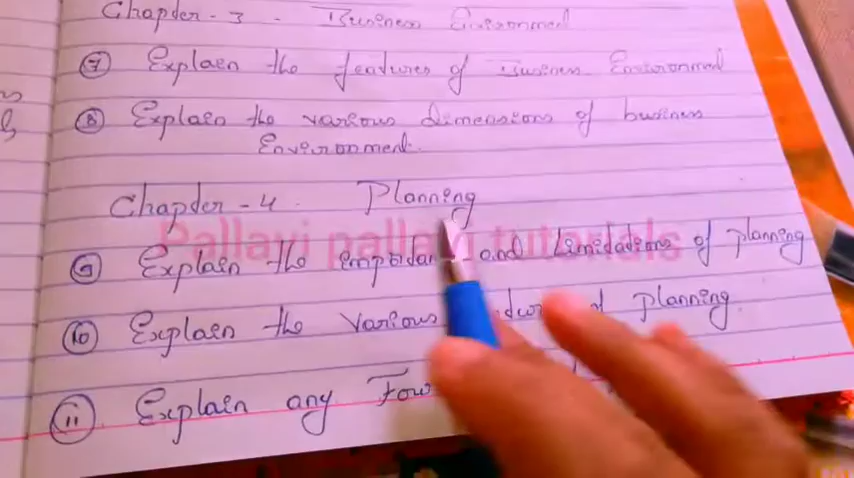 Chapter - 3 - Business Environment
⑦ Explain the features of Business Environment
⑧ Explain the various dimensions of business
Environment.
Chapter - 4. Planning
Pallavi pallavi tutorials
⑨ Explain the and Limitations of planning
⑩ Explain the various of Planning.
⑪ Explain any Four